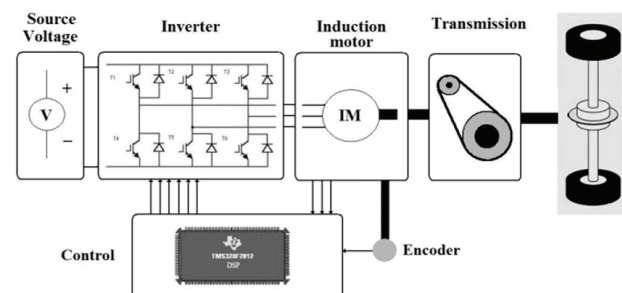 Source
Voltage
Inverter
Induction
motor
Transmission
T1
T2
T3
+
V
−
IM
T4
T5
T6
Control
TMS320F2812
DSP
Encoder